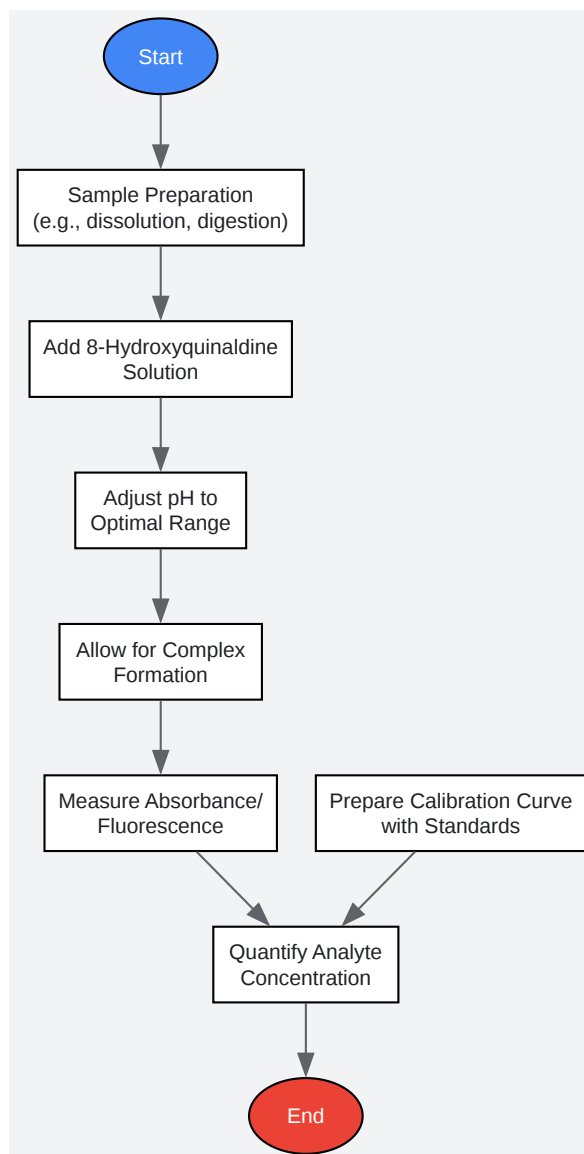 Start
Sample Preparation
(e.g., dissolution, digestion)
Add 8-Hydroxyquinaldine
Solution
Adjust pH to
Optimal Range
Allow for Complex
Formation
Measure Absorbance/
Fluorescence
Prepare Calibration Curve
with Standards
Quantify Analyte
Concentration
End